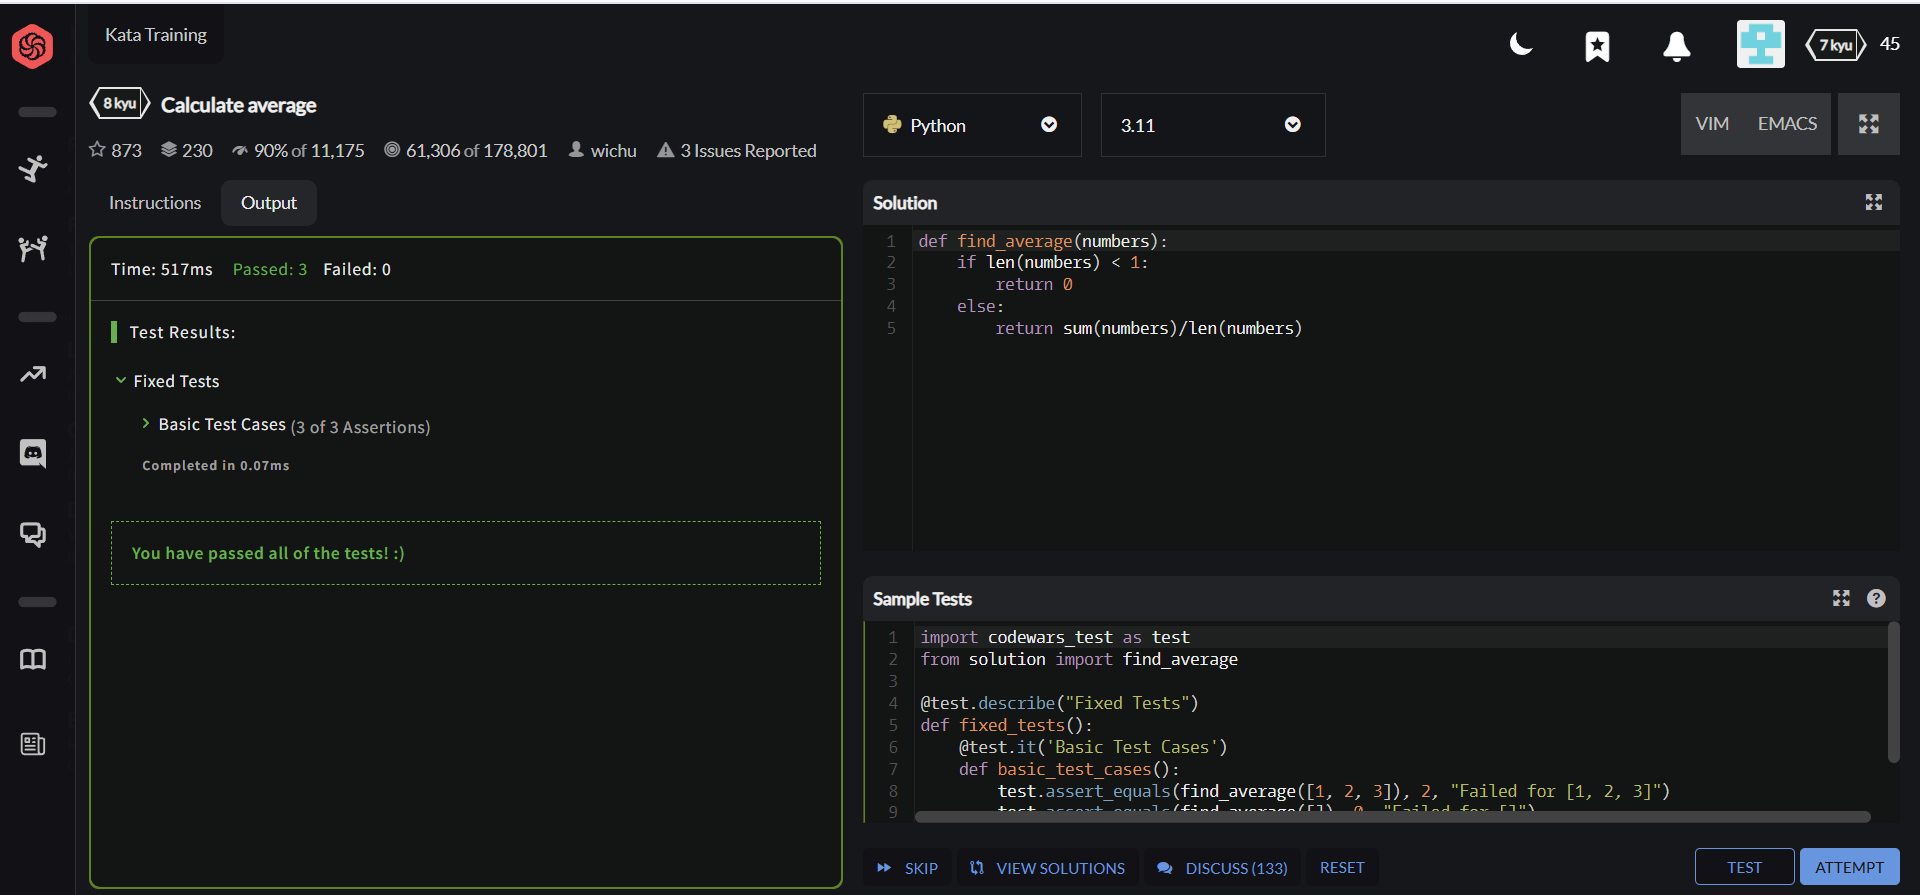 Kata Training
7 kyu 45
8 kyu Calculate average
873 230 90% of 11,175 61,306 of 178,801 wichu 3 Issues Reported
Python 3.11 VIM EMACS
Instructions Output
Time: 517ms Passed: 3 Failed: 0
Test Results:
Fixed Tests
Basic Test Cases (3 of 3 Assertions)
Completed in 0.07ms
You have passed all of the tests! :)
Solution
1 def find_average(numbers):
2     if len(numbers) < 1:
3         return 0
4     else:
5         return sum(numbers)/len(numbers)
Sample Tests
1 import codewars_test as test
2 from solution import find_average
3
4 @test.describe("Fixed Tests")
5 def fixed_tests():
6     @test.it('Basic Test Cases')
7     def basic_test_cases():
8         test.assert_equals(find_average([1, 2, 3]), 2, "Failed for [1, 2, 3]")
9         test.assert_equals(find_average([]), 0, "Failed for []")
SKIP VIEW SOLUTIONS DISCUSS (133) RESET TEST ATTEMPT